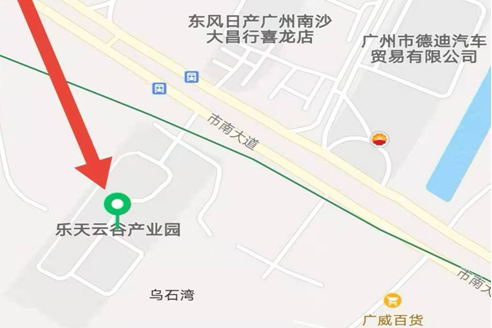 东风日产广州南沙
大昌行喜龙店
广州市德迪汽车
贸易有限公司
市南大道
乐天云谷产业园
乌石湾
市南大
广威百货